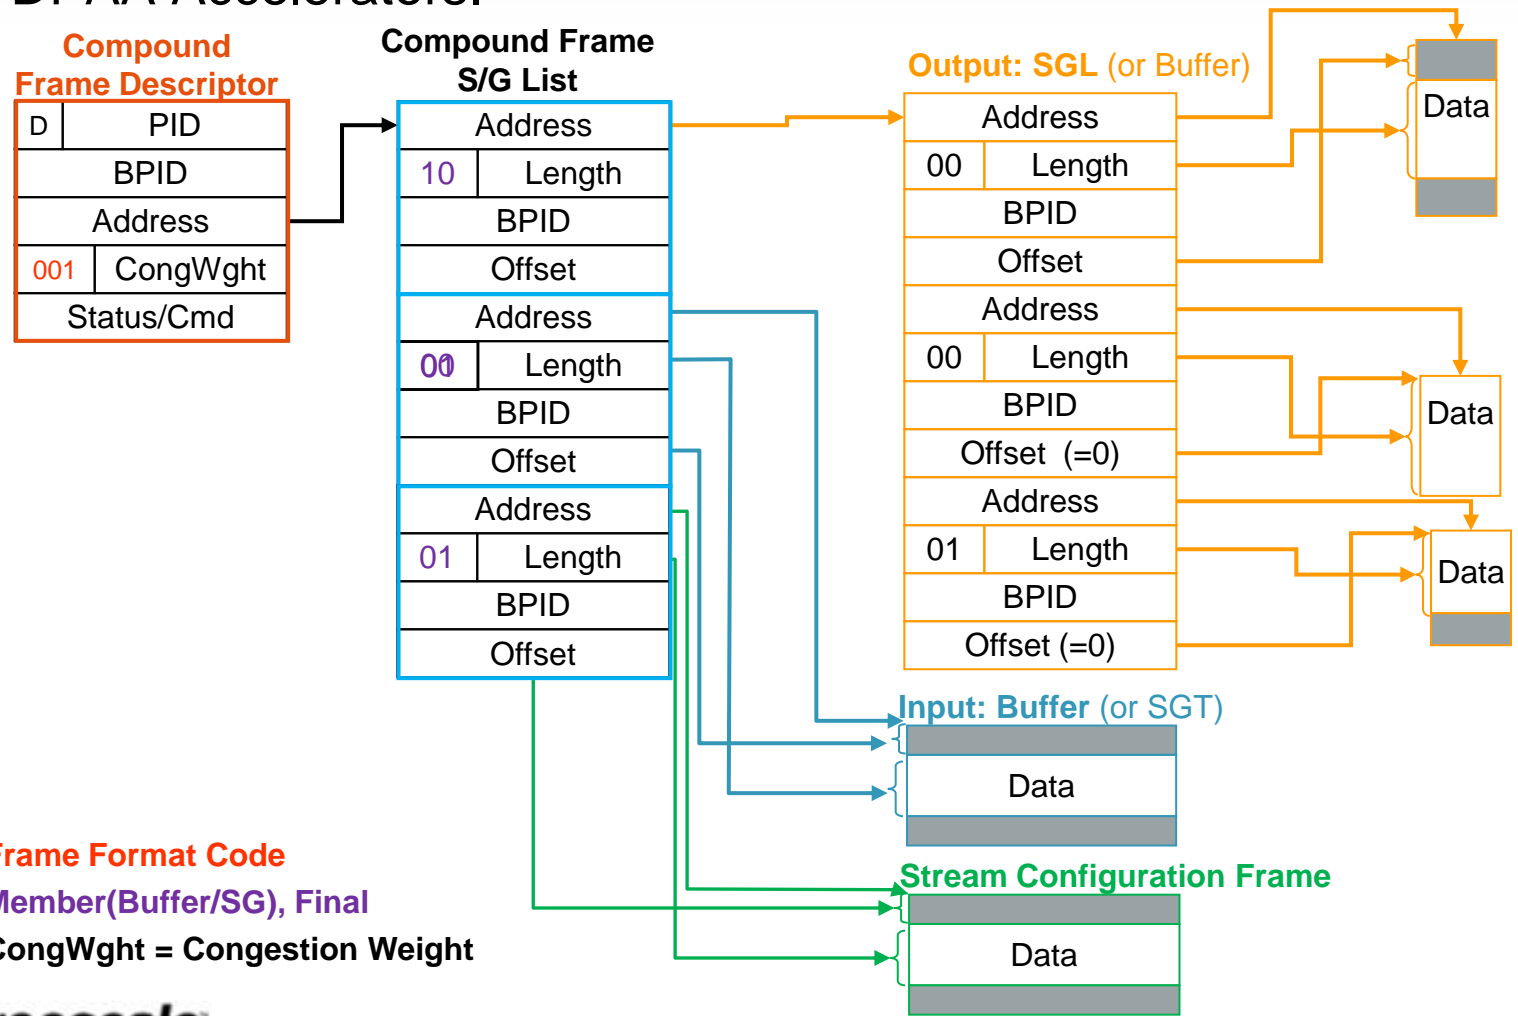 DPAA Accelerators.
Compound
Frame Descriptor
D PID
BPID
Address
001 CongWght
Status/Cmd
Compound Frame
S/G List
Address
10 Length
BPID
Offset
Address
Length
BPID
Offset
Address
01 Length
BPID
Offset
Output: SGL (or Buffer)
Address
00 Length
BPID
Offset
Address
00 Length
BPID
Offset (=0)
Address
01 Length
BPID
Offset (=0)
Data
Data
Data
Input: Buffer (or SGT)
Data
Stream Configuration Frame
Data
Frame Format Code
Member(Buffer/SG), Final
CongWght = Congestion Weight